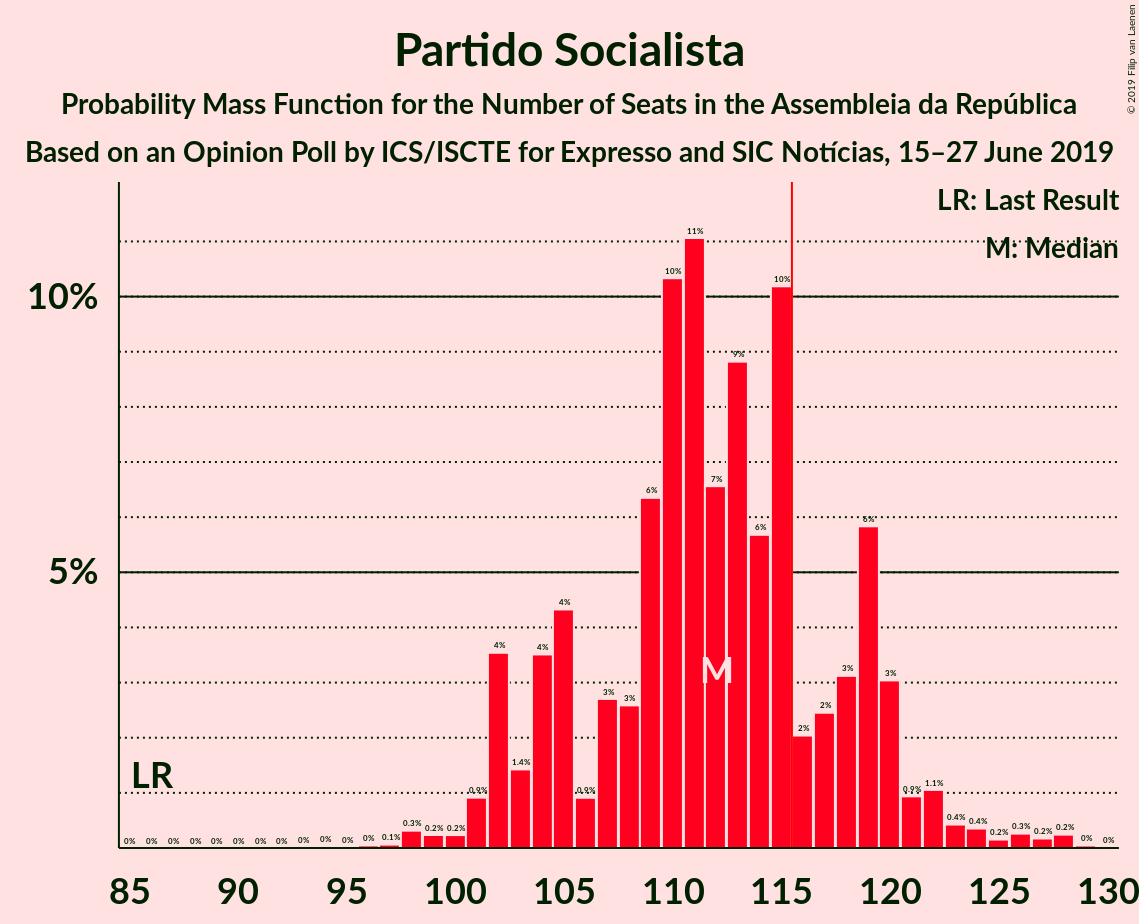 Partido Socialista
Probability Mass Function for the Number of Seats in the Assembleia da República
Based on an Opinion Poll by ICS/ISCTE for Expresso and SIC Notícias, 15–27 June 2019
© 2019 Filip van Laenen
LR: Last Result
M: Median
10%
5%
0% 0% 0% 0% 0% 0% 0% 0% 0% 0% 0% 0% 0.1% 0.3% 0.2% 0.2% 0.9% 4% 1.4% 4% 4% 0.9% 3% 3% 6% 10% 11% 7% 9% 6% 10% 2% 2% 3% 6% 3% 0.9% 1.1% 0.4% 0.4% 0.2% 0.3% 0.2% 0.2% 0% 0%
M
LR
85 90 95 100 105 110 115 120 125 130